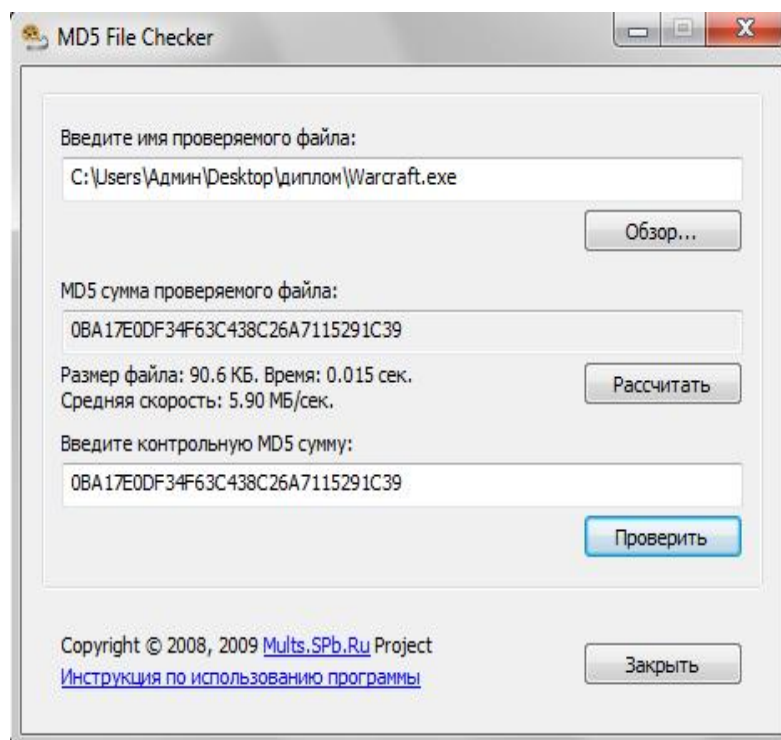 MD5 File Checker
Введите имя проверяемого файла:
C:\Users\Админ\Desktop\диплом\Warcraft.exe
Обзор...
MD5 сумма проверяемого файла:
0BA17E0DF34F63C438C26A7115291C39
Размер файла: 90.6 КБ. Время: 0.015 сек.
Средняя скорость: 5.90 МБ/сек.
Рассчитать
Введите контрольную MD5 сумму:
0BA17E0DF34F63C438C26A7115291C39
Проверить
Copyright © 2008, 2009 Mults.SPb.Ru Project
Инструкция по использованию программы
Закрыть